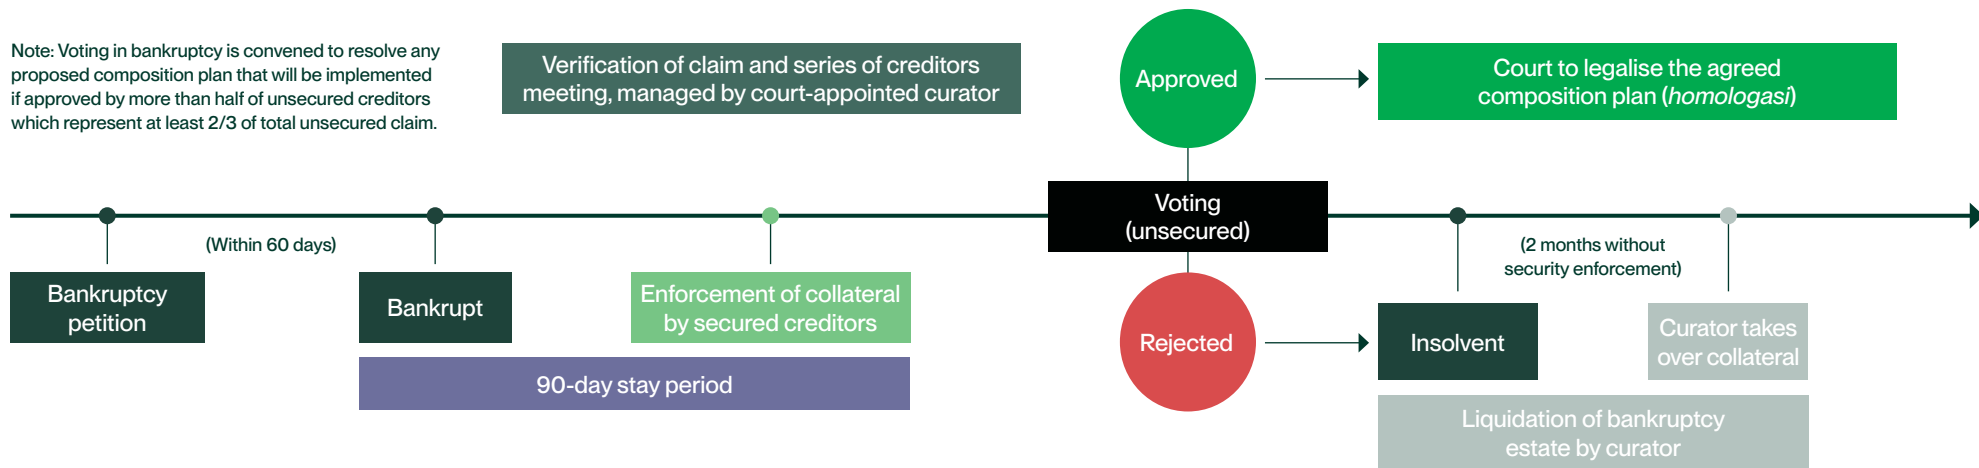 Note: Voting in bankruptcy is convened to resolve any
proposed composition plan that will be implemented
if approved by more than half of unsecured creditors
which represent at least 2/3 of total unsecured claim.
Verification of claim and series of creditors
meeting, managed by court-appointed curator
Approved
Court to legalise the agreed
composition plan (homologasi)
Voting
(unsecured)
(Within 60 days)
(2 months without
security enforcement)
Bankruptcy
petition
Bankrupt
Enforcement of collateral
by secured creditors
Rejected
Insolvent
Curator takes
over collateral
90-day stay period
Liquidation of bankruptcy
estate by curator